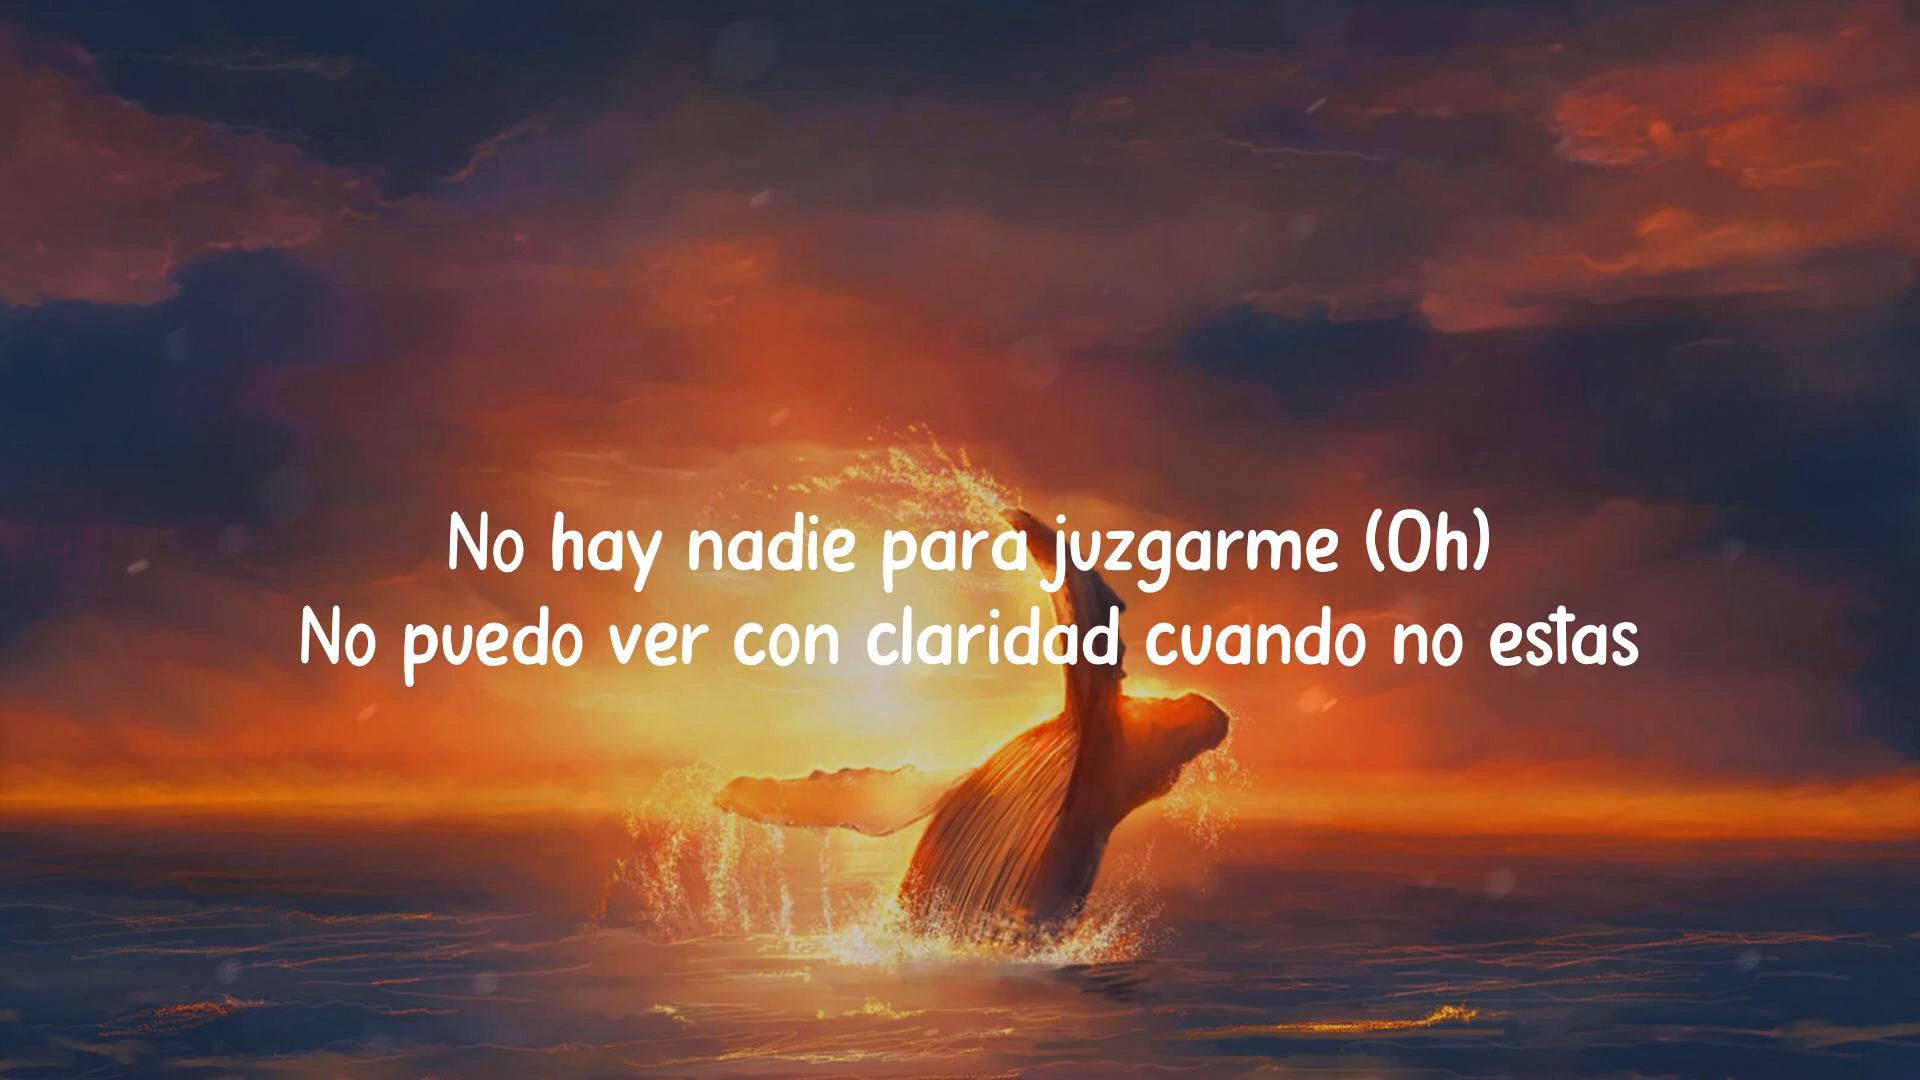 No hay nadie para juzgarme (Oh)
No puedo ver con claridad cuando no estas